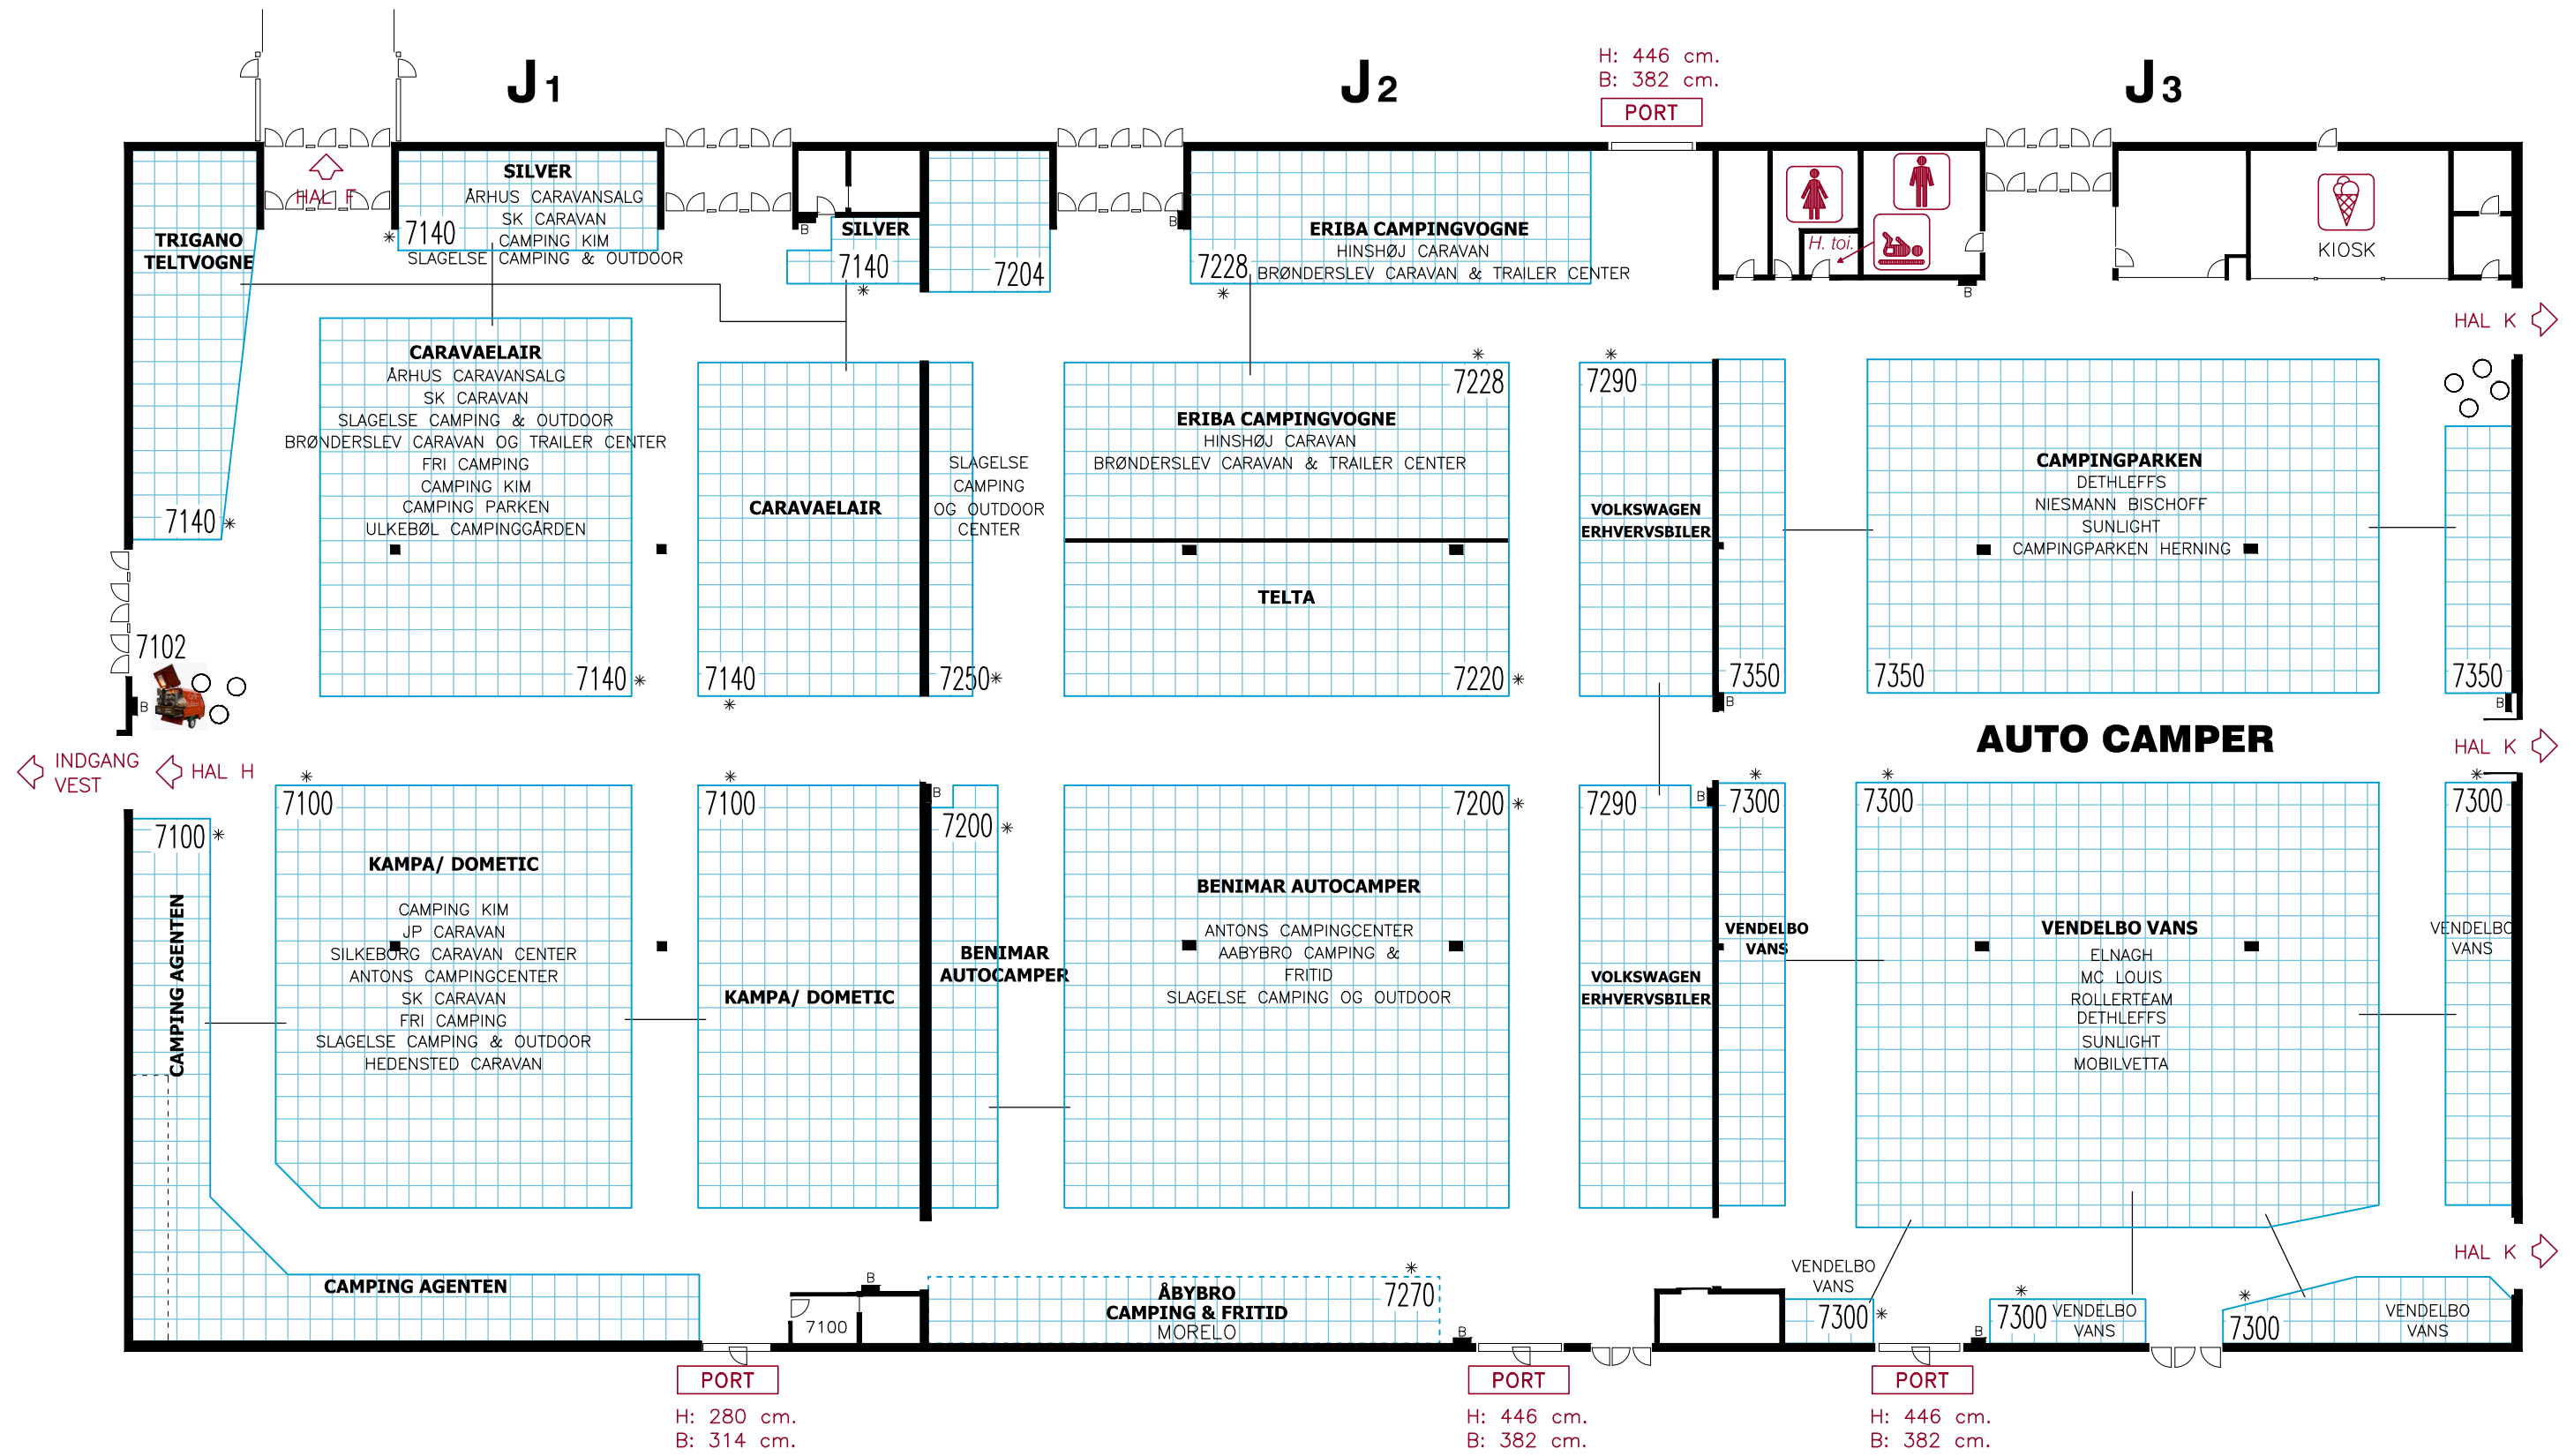 J1
J2
J3
H: 446 cm.
B: 382 cm.
PORT
HAL F
SILVER
ÅRHUS CARAVANSALG
SK CARAVAN
CAMPING KIM
SLAGELSE CAMPING & OUTDOOR
7140 *
TRIGANO
TELTVOGNE
7140 *
B
SILVER
7140
*
7204
B
ERIBA CAMPINGVOGNE
HINSHØJ CARAVAN
BRØNDERSLEV CARAVAN & TRAILER CENTER
7228
*
H. toi.
B
KIOSK
HAL K
CARAVAELAIR
ÅRHUS CARAVANSALG
SK CARAVAN
SLAGELSE CAMPING & OUTDOOR
BRØNDERSLEV CARAVAN OG TRAILER CENTER
FRI CAMPING
CAMPING KIM
CAMPING PARKEN
ULKEBØL CAMPINGGÅRDEN
7140 *
CARAVAELAIR
7140
*
SLAGELSE
CAMPING
OG OUTDOOR
CENTER
7250*
*
7228
ERIBA CAMPINGVOGNE
HINSHØJ CARAVAN
BRØNDERSLEV CARAVAN & TRAILER CENTER
TELTA
7220 *
*
7290
VOLKSWAGEN
ERHVERVSBILER
7350
B
CAMPINGPARKEN
DETHLEFFS
NIESMANN BISCHOFF
SUNLIGHT
CAMPINGPARKEN HERNING
7350
7350
B
7102
B
AUTO CAMPER
HAL K
INDGANG
VEST
HAL H
7100 *
CAMPING AGENTEN
CAMPING AGENTEN
*
7100
KAMPA/ DOMETIC
CAMPING KIM
JP CARAVAN
SILKEBORG CARAVAN CENTER
ANTONS CAMPINGCENTER
SK CARAVAN
FRI CAMPING
SLAGELSE CAMPING & OUTDOOR
HEDENSTED CARAVAN
*
7100
KAMPA/ DOMETIC
B
7200 *
BENIMAR
AUTOCAMPER
7200 *
BENIMAR AUTOCAMPER
ANTONS CAMPINGCENTER
AABYBRO CAMPING &
FRITID
SLAGELSE CAMPING OG OUTDOOR
7290
B
VOLKSWAGEN
ERHVERVSBILER
*
7300
VENDELBO
VANS
*
7300
VENDELBO VANS
ELNAGH
MC LOUIS
ROLLERTEAM
DETHLEFFS
SUNLIGHT
MOBILVETTA
*
7300
VENDELBO
VANS
HAL K
B
7100
ÅBYBRO
CAMPING & FRITID
MORELO
*
7270
B
VENDELBO
VANS
7300 *
*
7300 VENDELBO
VANS
B
*
7300
VENDELBO
VANS
PORT
H: 280 cm.
B: 314 cm.
PORT
H: 446 cm.
B: 382 cm.
PORT
H: 446 cm.
B: 382 cm.